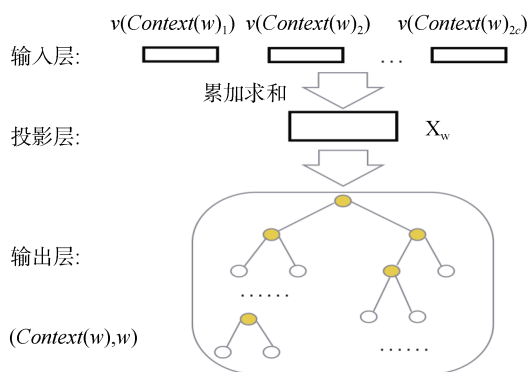 v(Context(w)₁) v(Context(w)₂) v(Context(w)₂c)
输入层: ...
累加求和
投影层: Xw
输出层:
......
(Context(w),w)
......